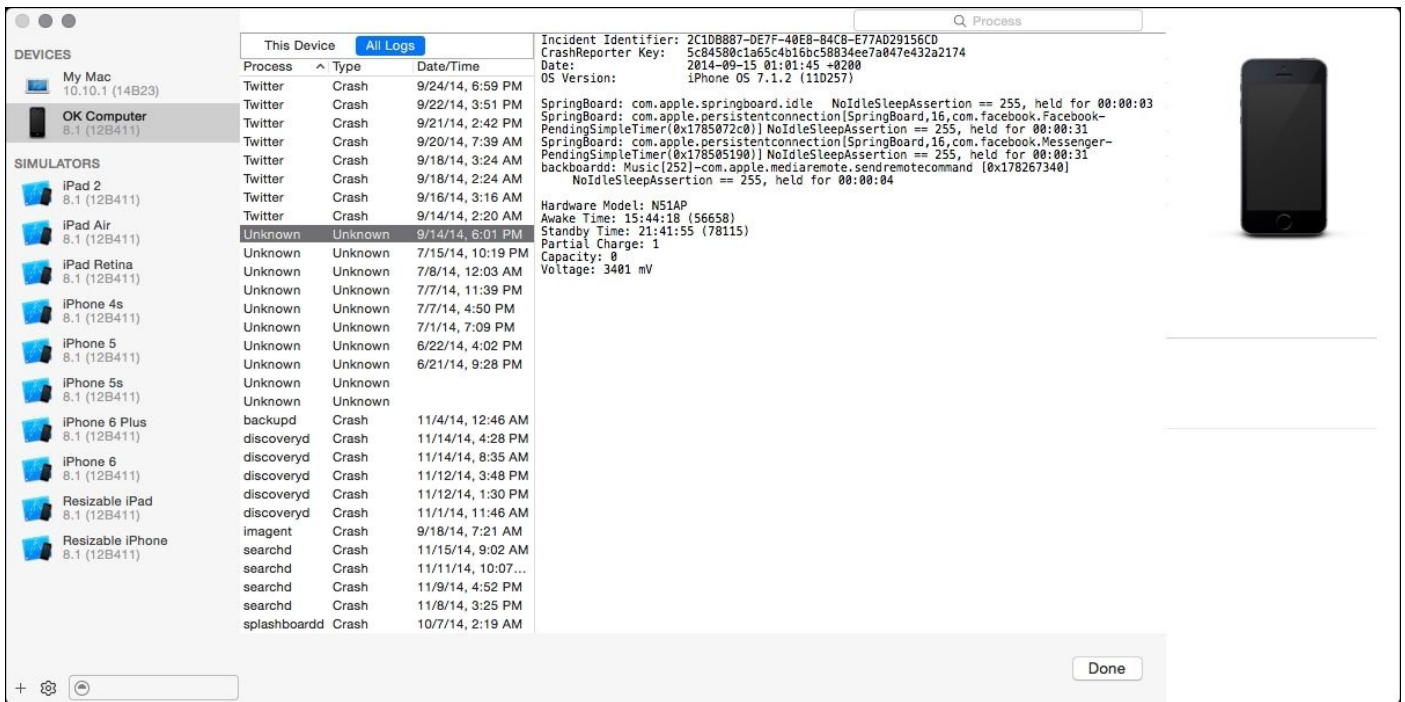 Process
DEVICES
My Mac
10.10.1 (14B23)
OK Computer
8.1 (12B411)
SIMULATORS
iPad 2
8.1 (12B411)
iPad Air
8.1 (12B411)
iPad Retina
8.1 (12B411)
iPhone 4s
8.1 (12B411)
iPhone 5
8.1 (12B411)
iPhone 5s
8.1 (12B411)
iPhone 6 Plus
8.1 (12B411)
iPhone 6
8.1 (12B411)
Resizable iPad
8.1 (12B411)
Resizable iPhone
8.1 (12B411)
This Device All Logs
Process Type Date/Time
Twitter Crash 9/24/14, 6:59 PM
Twitter Crash 9/22/14, 3:51 PM
Twitter Crash 9/21/14, 2:42 PM
Twitter Crash 9/20/14, 7:39 AM
Twitter Crash 9/18/14, 3:24 AM
Twitter Crash 9/18/14, 2:24 AM
Twitter Crash 9/16/14, 3:16 AM
Twitter Crash 9/14/14, 2:20 AM
Unknown Unknown 9/14/14, 6:01 PM
Unknown Unknown 7/15/14, 10:19 PM
Unknown Unknown 7/8/14, 12:03 AM
Unknown Unknown 7/7/14, 11:39 PM
Unknown Unknown 7/7/14, 4:50 PM
Unknown Unknown 7/1/14, 7:09 PM
Unknown Unknown 6/22/14, 4:02 PM
Unknown Unknown 6/21/14, 9:28 PM
Unknown Unknown
Unknown Unknown
backupd Crash 11/4/14, 12:46 AM
discoveryd Crash 11/14/14, 4:28 PM
discoveryd Crash 11/14/14, 8:35 AM
discoveryd Crash 11/12/14, 3:48 PM
discoveryd Crash 11/12/14, 1:30 PM
discoveryd Crash 11/1/14, 11:46 AM
imagent Crash 9/18/14, 7:21 AM
searchd Crash 11/15/14, 9:02 AM
searchd Crash 11/11/14, 10:07...
searchd Crash 11/9/14, 4:52 PM
searchd Crash 11/8/14, 3:25 PM
splashboardd Crash 10/7/14, 2:19 AM
Incident Identifier: 2C1DB887-DE7F-40E8-84C8-E77AD29156CD
CrashReporter Key: 5c84580c1a65c4b16bc58834ee7a047e432a2174
Date: 2014-09-15 01:01:45 +0200
OS Version: iPhone OS 7.1.2 (11D257)
SpringBoard: com.apple.springboard.idle NoIdleSleepAssertion == 255, held for 00:00:03
SpringBoard: com.apple.persistentconnection[SpringBoard,16,com.facebook.Facebook-
PendingSimpleTimer(0x1785072c0)] NoIdleSleepAssertion == 255, held for 00:00:31
SpringBoard: com.apple.persistentconnection[SpringBoard,16,com.facebook.Messenger-
PendingSimpleTimer(0x178505190)] NoIdleSleepAssertion == 255, held for 00:00:31
backboardd: Music[252]-com.apple.mediaremote.sendremotecommand [0x178267340]
NoIdleSleepAssertion == 255, held for 00:00:04
Hardware Model: N51AP
Awake Time: 15:44:18 (56658)
Standby Time: 21:41:55 (78115)
Partial Charge: 1
Capacity: 0
Voltage: 3401 mV
Done